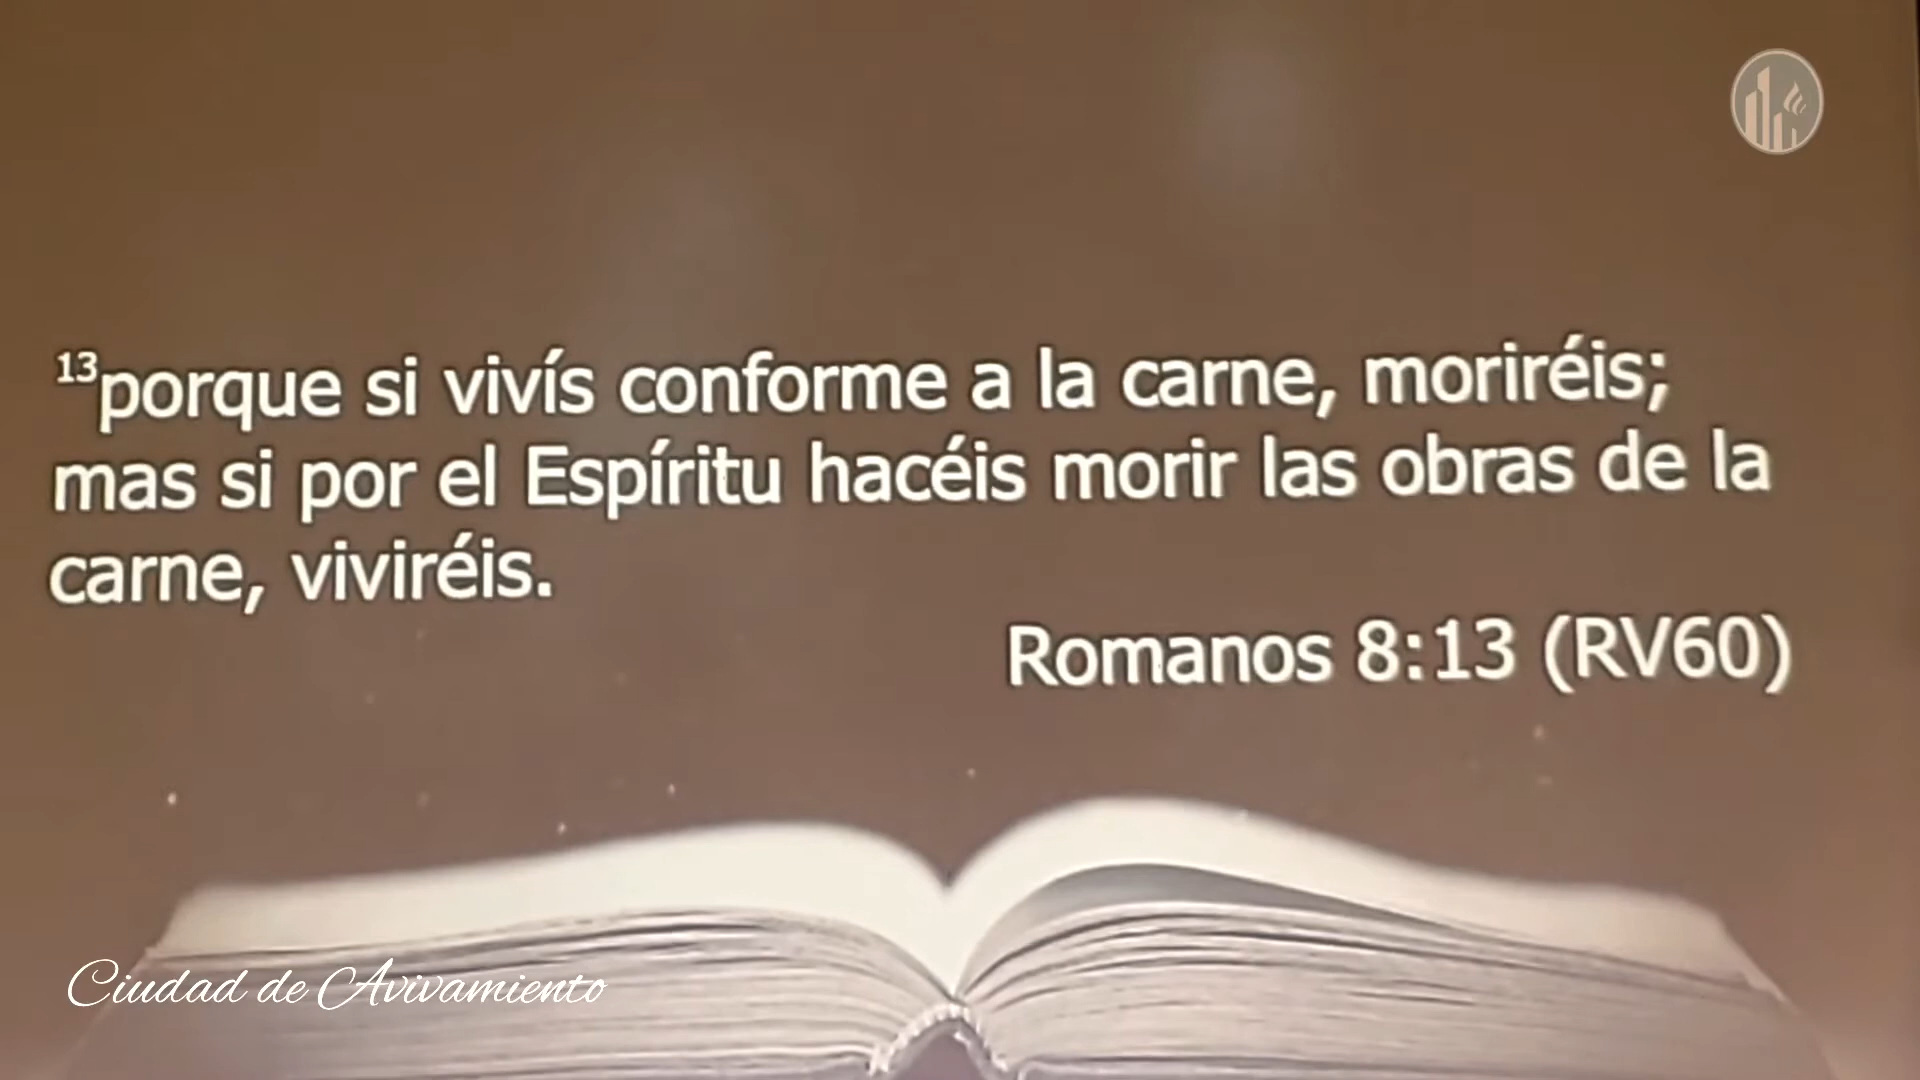 ¹³porque si vivís conforme a la carne, moriréis;
mas si por el Espíritu hacéis morir las obras de la
carne, viviréis.
Romanos 8:13 (RV60)
Ciudad de Avivamiento